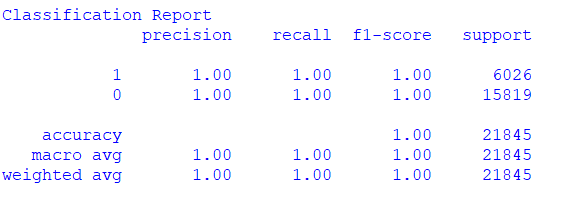 Classification Report
precision recall f1-score support
1 1.00 1.00 1.00 6026
0 1.00 1.00 1.00 15819
accuracy 1.00 21845
macro avg 1.00 1.00 1.00 21845
weighted avg 1.00 1.00 1.00 21845